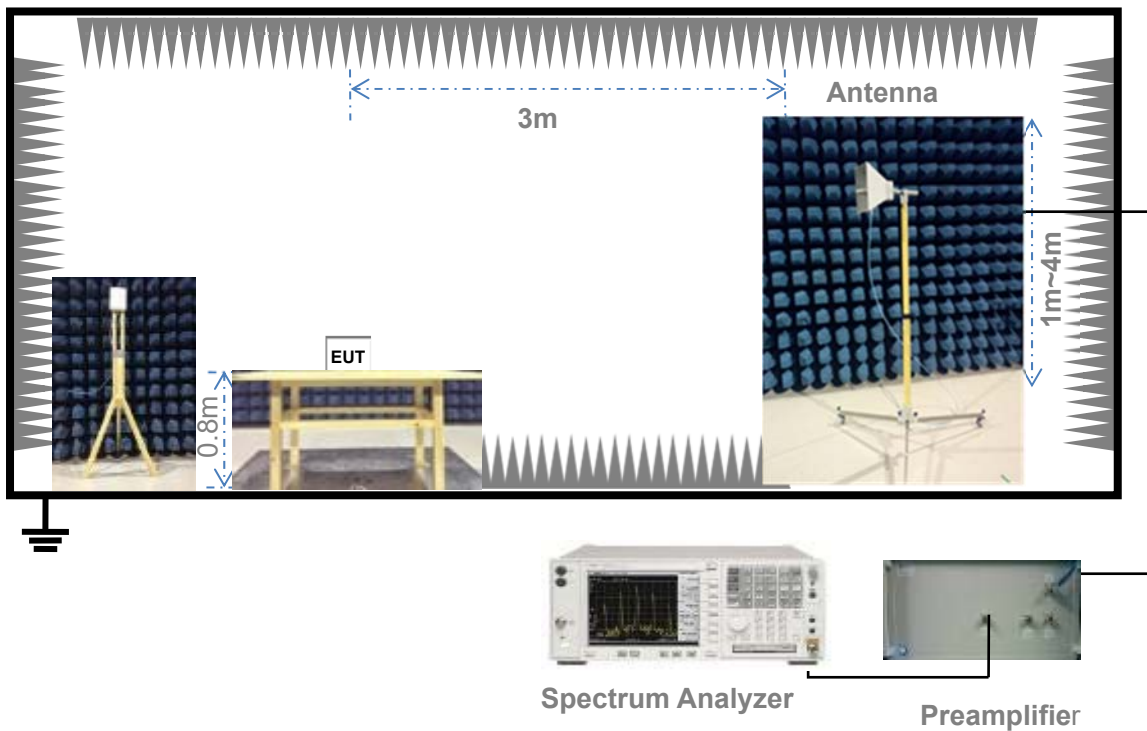 Antenna
3m
1m~4m
EUT
0.8m
Spectrum Analyzer
Preamplifier